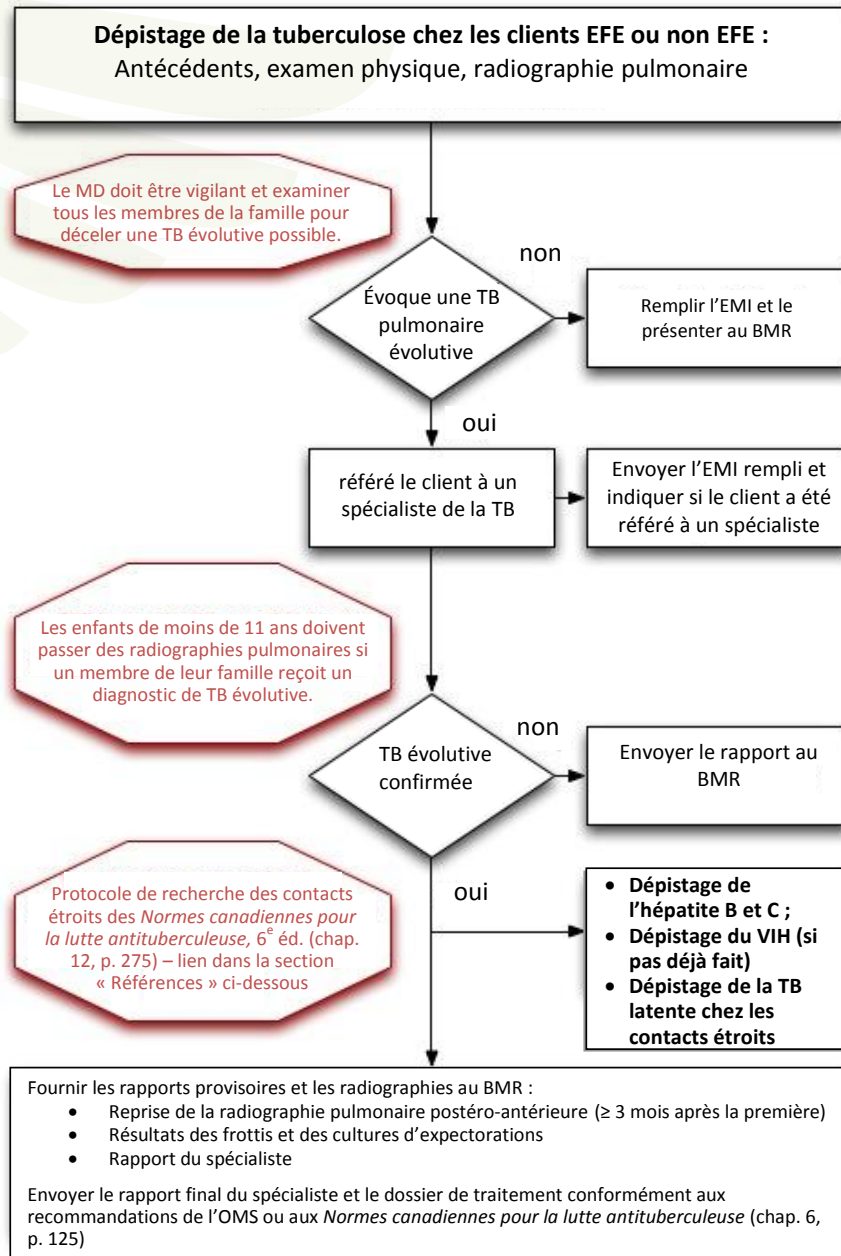 Dépistage de la tuberculose chez les clients EFE ou non EFE :
Antécédents, examen physique, radiographie pulmonaire
Le MD doit être vigilant et examiner
tous les membres de la famille pour
déceler une TB évolutive possible.
non
Évoque une TB
pulmonaire
évolutive
Remplir l’EMI et le
présenter au BMR
oui
référé le client à un
spécialiste de la TB
Envoyer l’EMI rempli et
indiquer si le client a été
référé à un spécialiste
Les enfants de moins de 11 ans doivent
passer des radiographies pulmonaires si
un membre de leur famille reçoit un
diagnostic de TB évolutive.
non
TB évolutive
confirmée
Envoyer le rapport au
BMR
oui
Protocole de recherche des contacts
étroits des Normes canadiennes pour
la lutte antituberculeuse, 6e éd. (chap.
12, p. 275) – lien dans la section
« Références » ci-dessous
• Dépistage de
l’hépatite B et C ;
• Dépistage du VIH (si
pas déjà fait)
• Dépistage de la TB
latente chez les
contacts étroits
Fournir les rapports provisoires et les radiographies au BMR :
• Reprise de la radiographie pulmonaire postéro-antérieure (≥ 3 mois après la première)
• Résultats des frottis et des cultures d’expectorations
• Rapport du spécialiste
Envoyer le rapport final du spécialiste et le dossier de traitement conformément aux
recommandations de l’OMS ou aux Normes canadiennes pour la lutte antituberculeuse (chap. 6,
p. 125)